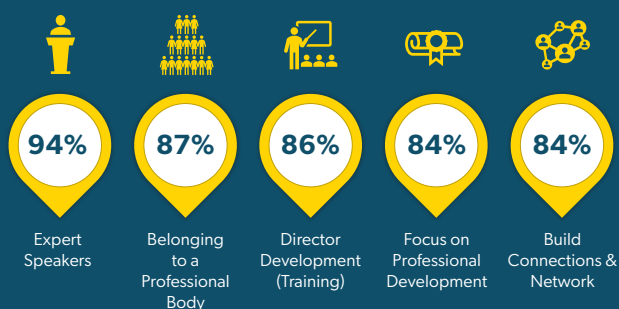 94%
87%
86%
84%
84%
Expert
Speakers
Belonging
to a
Professional
Body
Director
Development
(Training)
Focus on
Professional
Development
Build
Connections &
Network